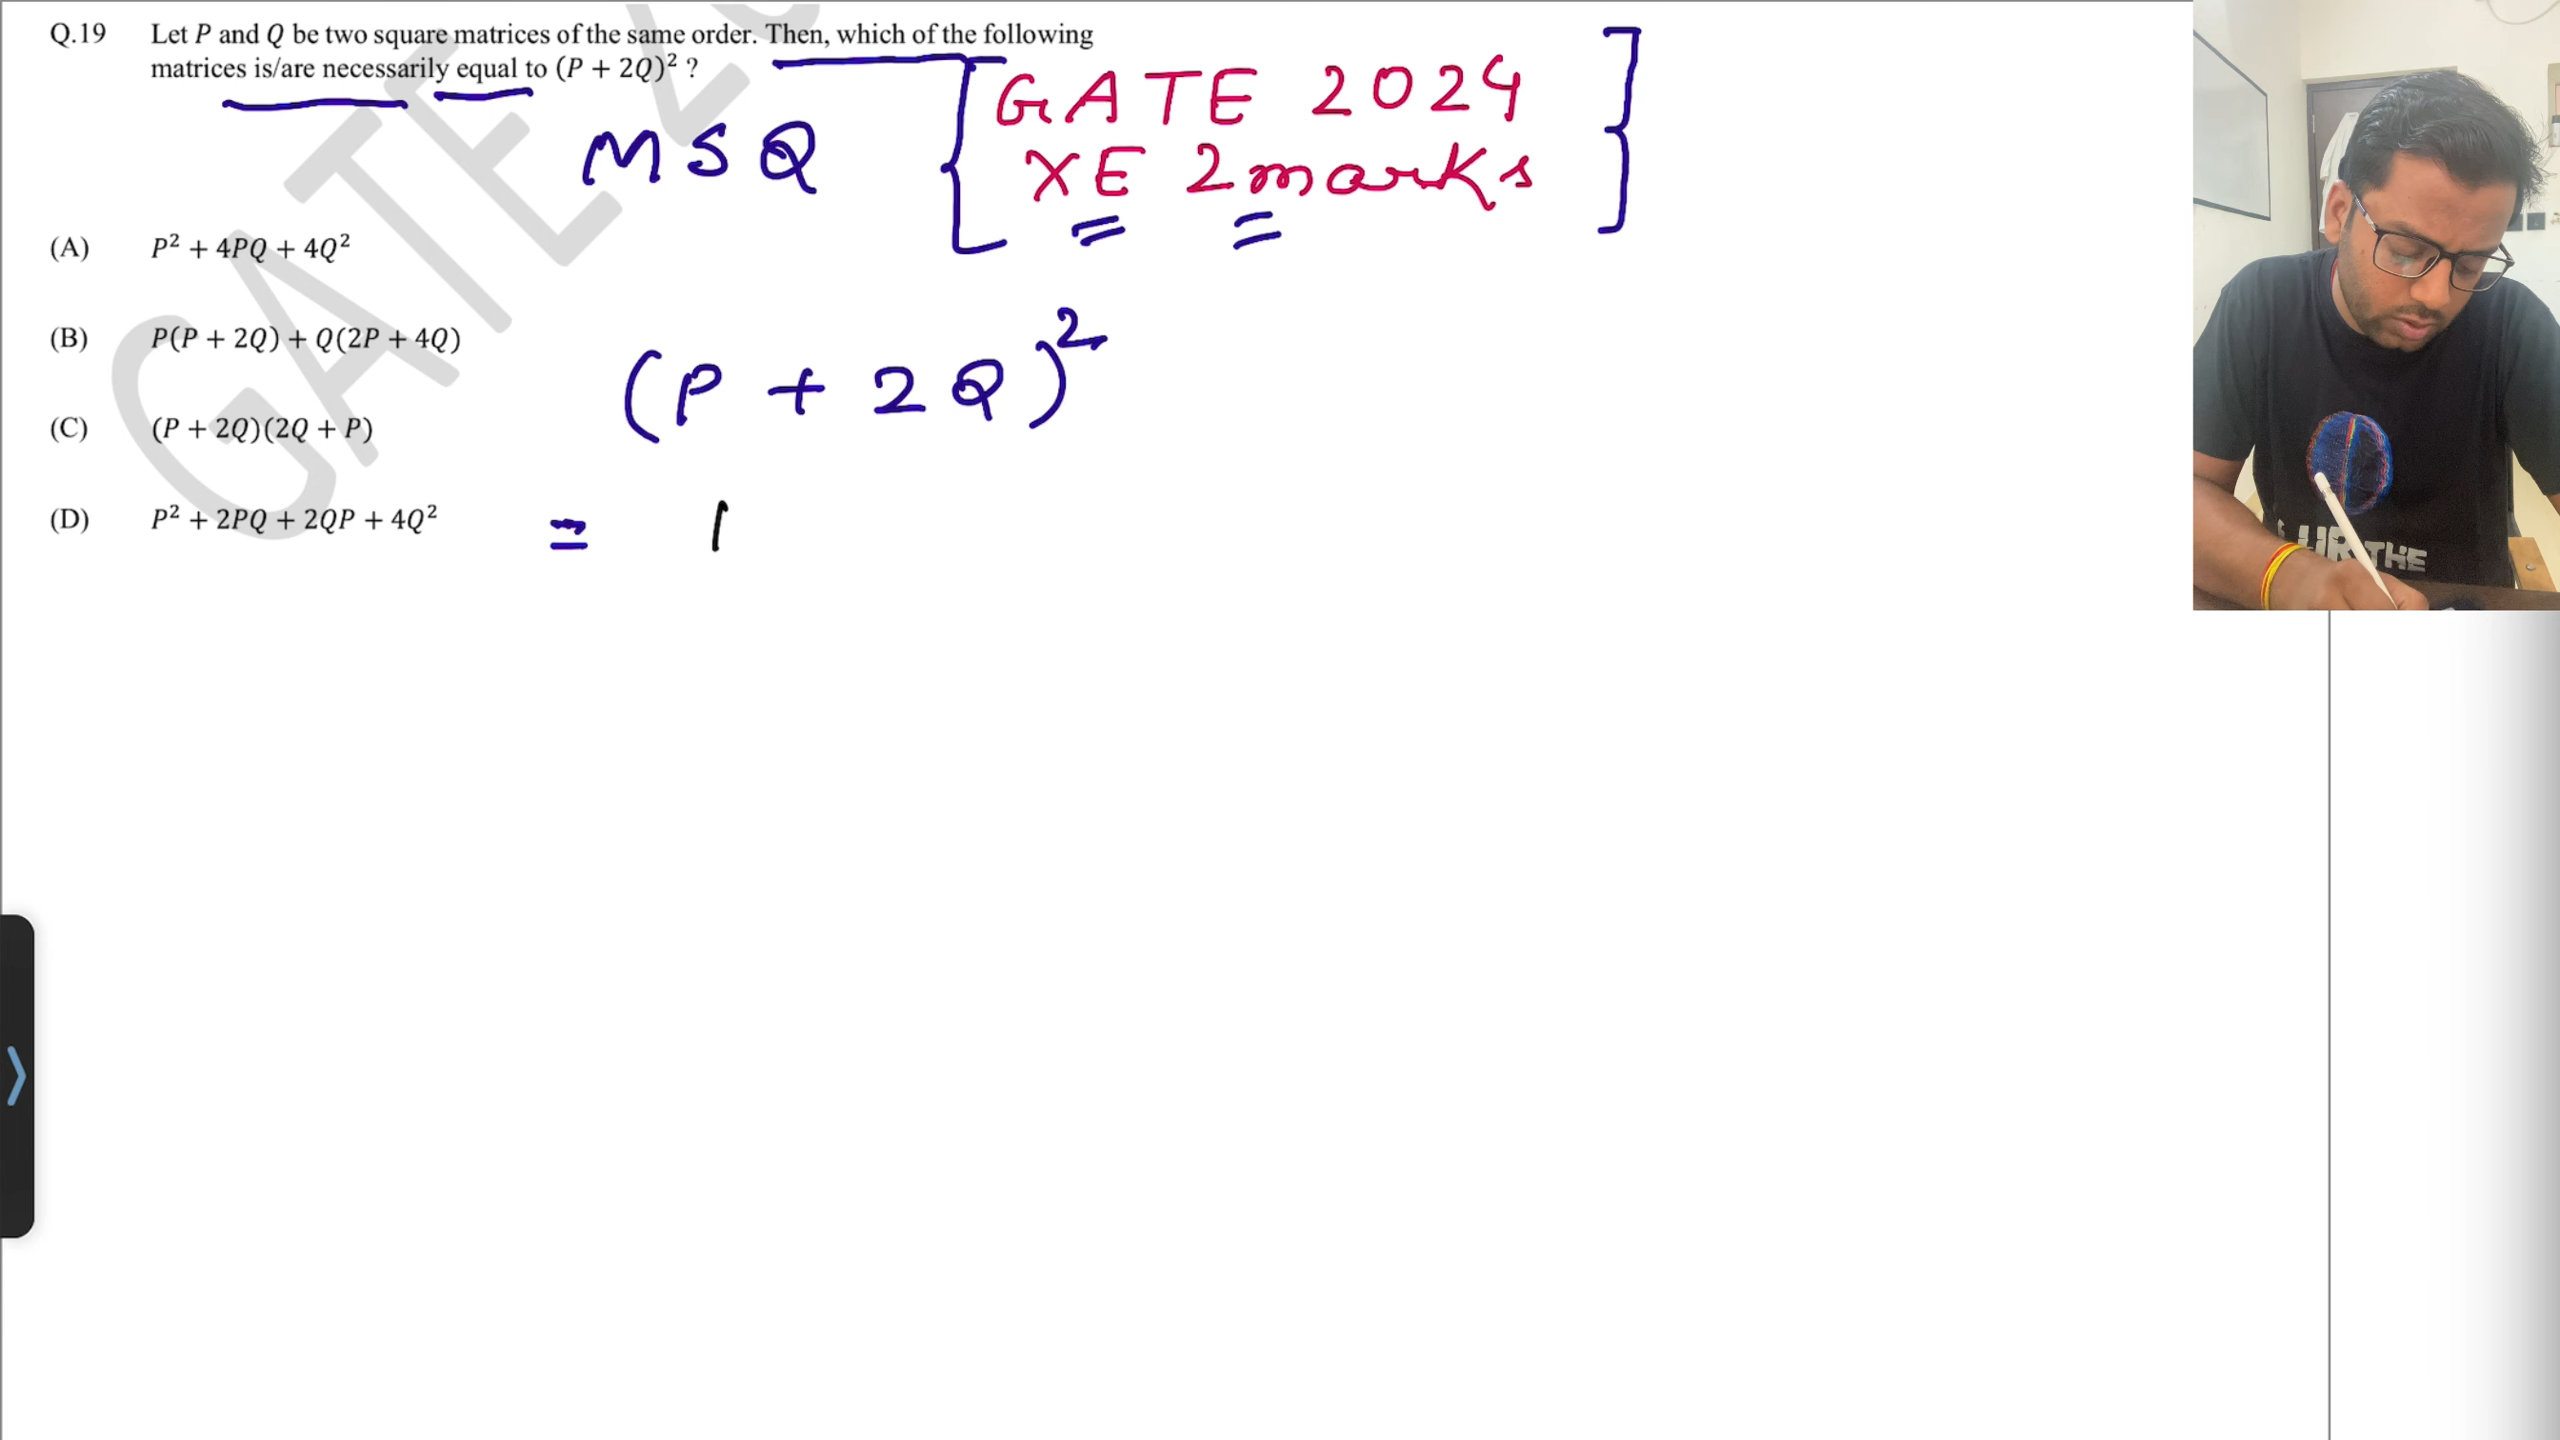 Q.19 Let P and Q be two square matrices of the same order. Then, which of the following
matrices is/are necessarily equal to (P + 2Q)² ?
GATE 2024
MSQ
XE 2marks
(A) P² + 4PQ + 4Q²
(B) P(P + 2Q) + Q(2P + 4Q)
(P + 2Q)²
(C) (P + 2Q)(2Q + P)
(D) P² + 2PQ + 2QP + 4Q²
=
THE